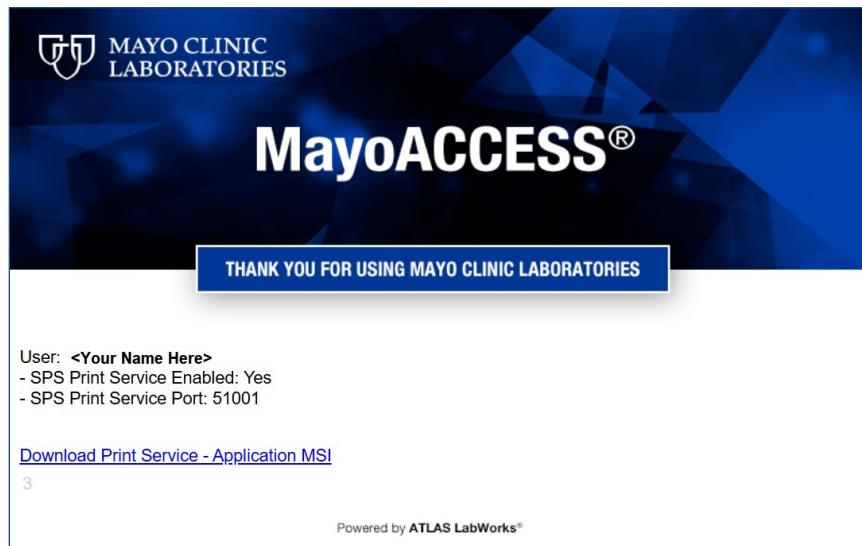 MAYO CLINIC
LABORATORIES
MayoACCESS®
THANK YOU FOR USING MAYO CLINIC LABORATORIES
User: <Your Name Here>
- SPS Print Service Enabled: Yes
- SPS Print Service Port: 51001
Download Print Service - Application MSI
3
Powered by ATLAS LabWorks®